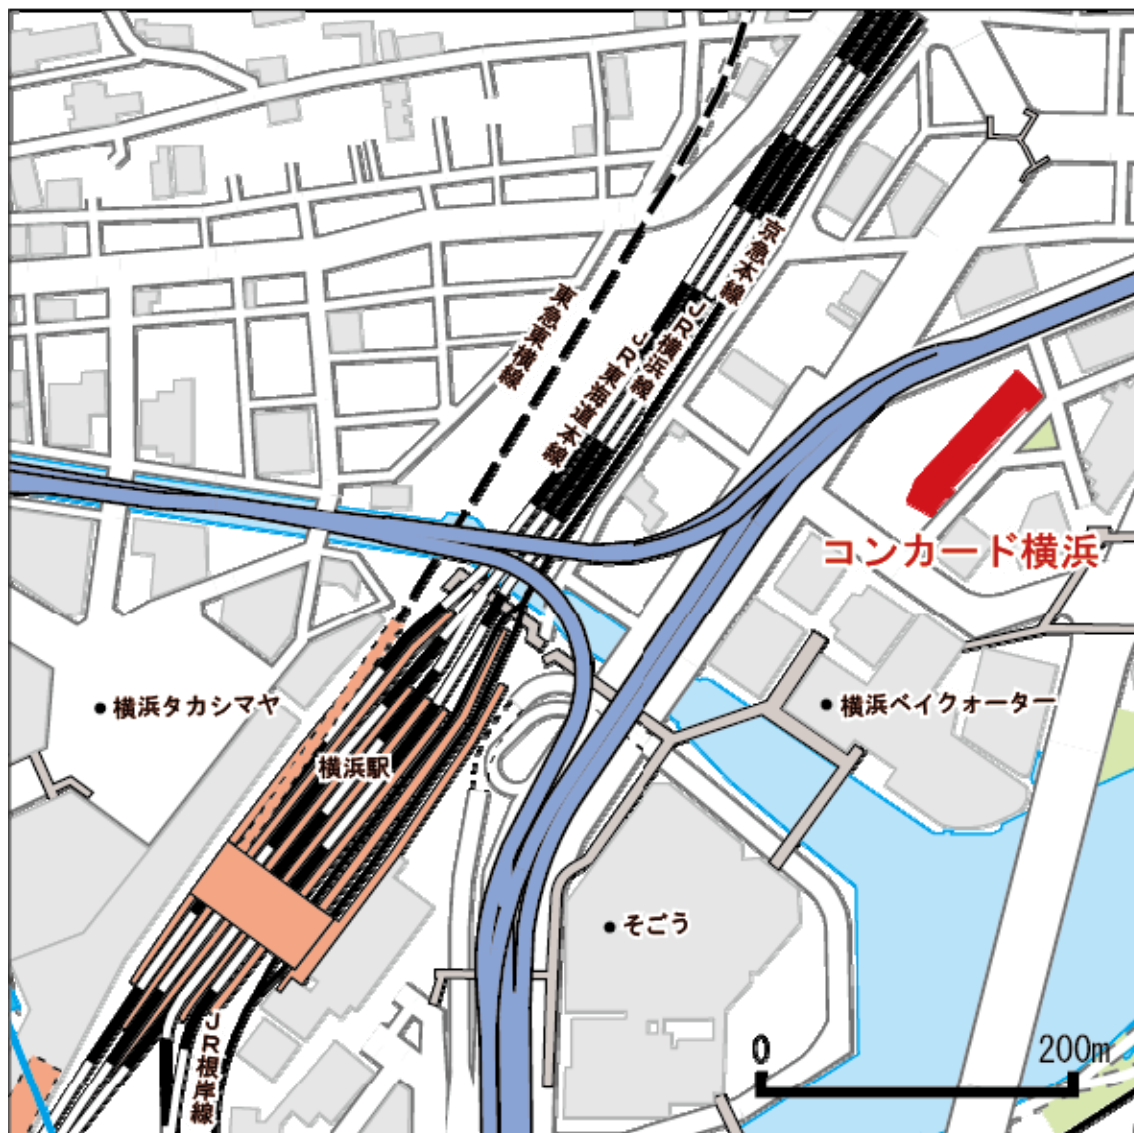 京急本線
東急東横線
JR横浜線
JR東海道本線
コンカード横浜
横浜タカシマヤ
横浜ベイクォーター
横浜駅
そごう
JR根岸線
0 200m